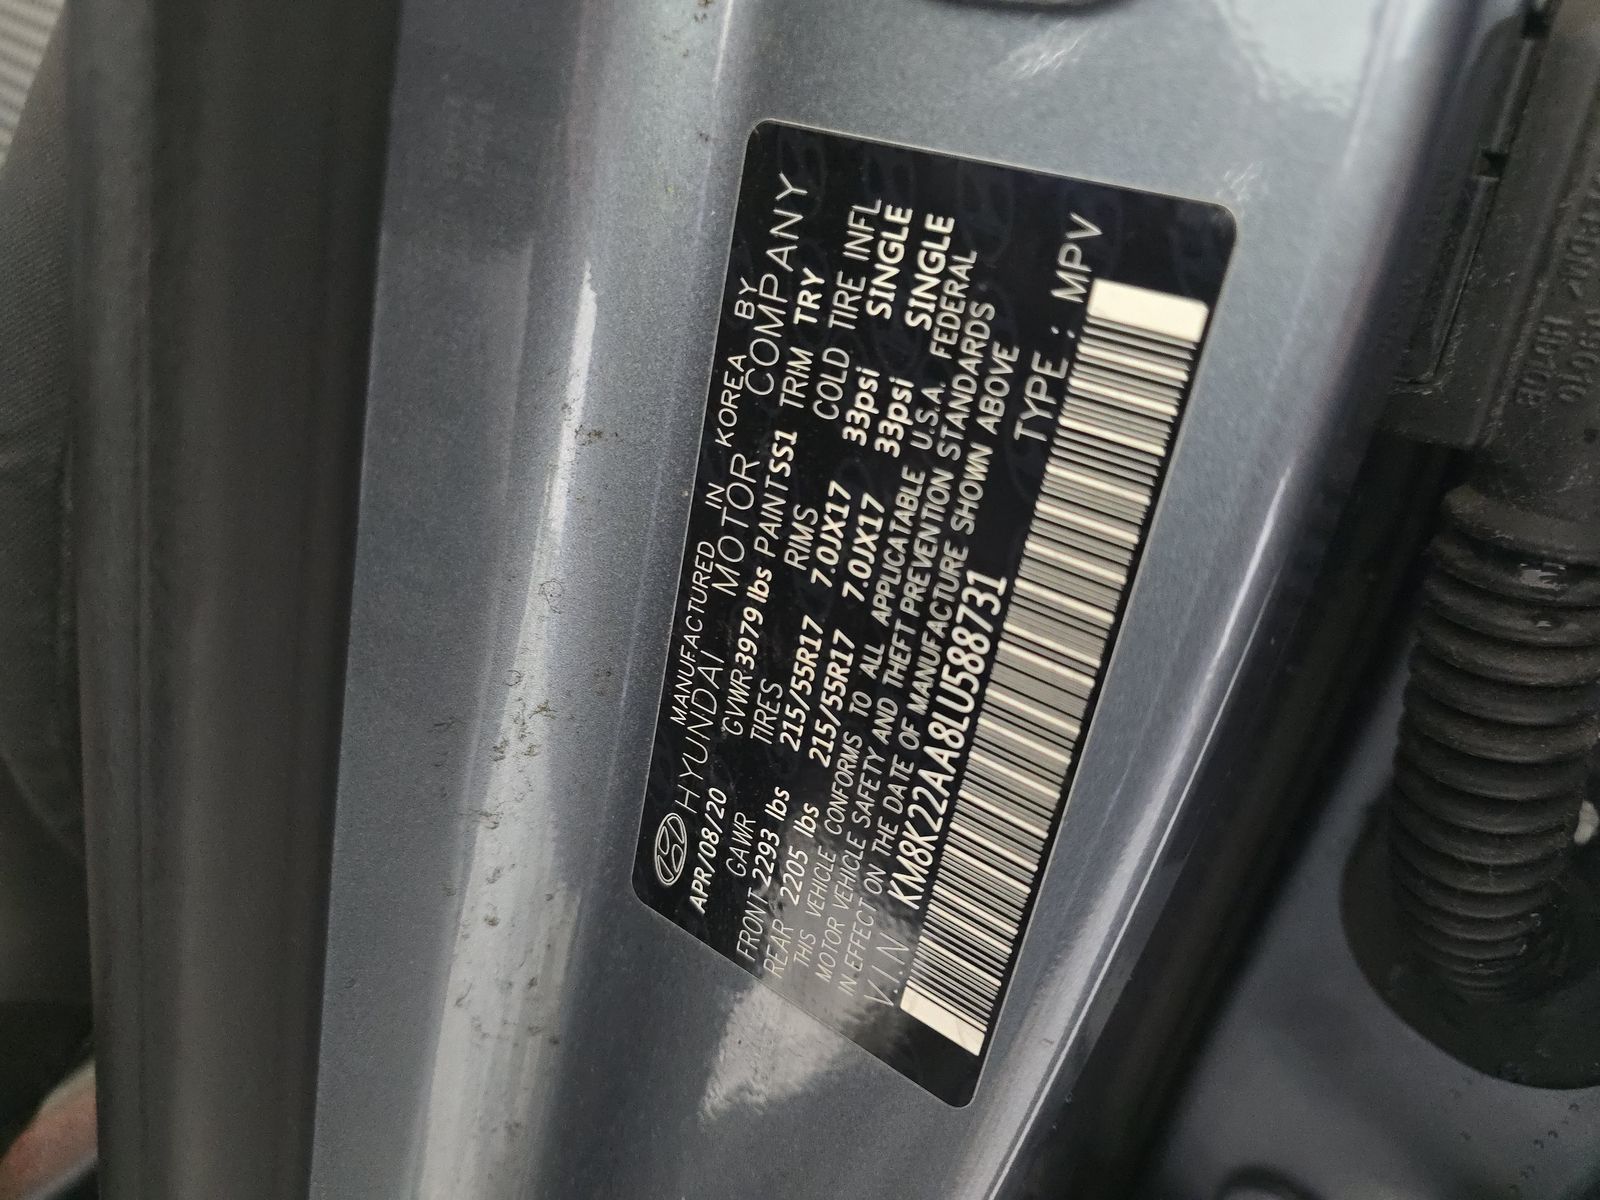 HYUNDAI MOTOR COMPANY
APR/08/20 MANUFACTURED IN KOREA BY
GAWR GVWR 3979 lbs PAINT SS1 TRIM TRY
TIRES RIMS COLD TIRE INFL
FRONT 2293 lbs 215/55R17 7.0JX17 33psi SINGLE
REAR 2205 lbs 215/55R17 7.0JX17 33psi SINGLE
THIS VEHICLE CONFORMS TO ALL APPLICABLE U.S.A. FEDERAL
MOTOR VEHICLE SAFETY AND THEFT PREVENTION STANDARDS
IN EFFECT ON THE DATE OF MANUFACTURE SHOWN ABOVE
V.I.N KM8K22AA8LU588731 TYPE : MPV